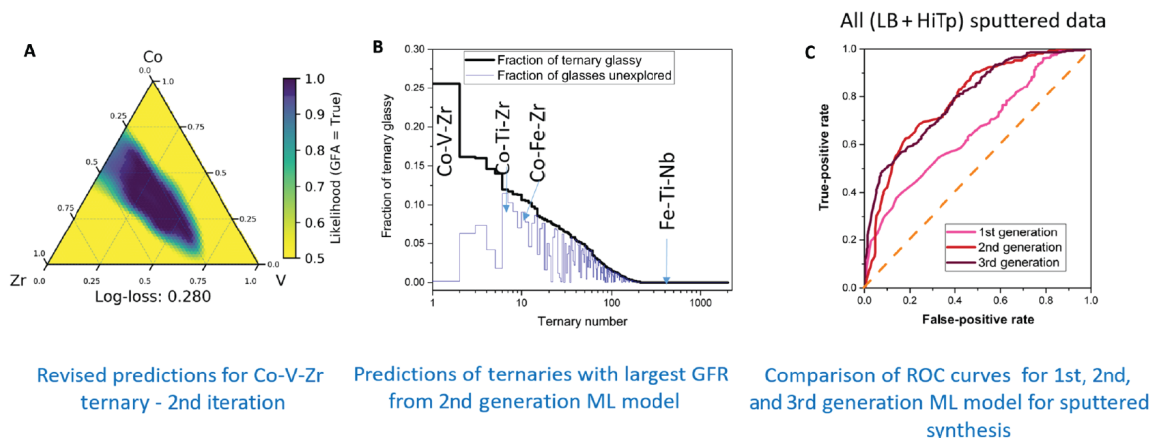 All (LB + HiTp) sputtered data
A
Co
0.0
1.0
0.25
0.75
0.5
0.5
0.75
0.25
1.0
0.0
Zr
0.0
0.25
0.5
0.75
1.0
V
Log-loss: 0.280
1.0
0.9
0.8
0.7
0.6
0.5
Likelihood (GFA = True)
B
0.30
0.25
0.20
0.15
0.10
0.05
0.00
Fraction of ternary glassy
Fraction of ternary glassy
Fraction of glasses unexplored
Co-V-Zr
Co-Ti-Zr
Co-Fe-Zr
Fe-Ti-Nb
1
10
100
1000
Ternary number
C
1.0
0.8
0.6
0.4
0.2
0.0
True-positive rate
1st generation
2nd generation
3rd generation
0.0
0.2
0.4
0.6
0.8
1.0
False-positive rate
Revised predictions for Co-V-Zr
ternary - 2nd iteration
Predictions of ternaries with largest GFR
from 2nd generation ML model
Comparison of ROC curves for 1st, 2nd,
and 3rd generation ML model for sputtered
synthesis